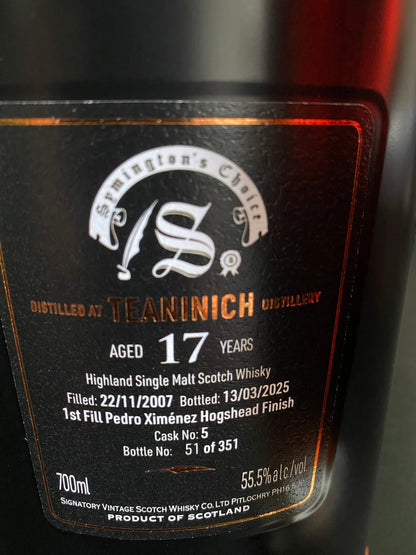 Symington's Choice
S
DISTILLED AT TEANINICH DISTILLERY
AGED 17 YEARS
Highland Single Malt Scotch Whisky
Filled: 22/11/2007 Bottled: 13/03/2025
1st Fill Pedro Ximénez Hogshead Finish
Cask No: 5
Bottle No: 51 of 351
700ml 55.5%alc/vol
SIGNATORY VINTAGE SCOTCH WHISKY CO. LTD PITLOCHRY PH16
PRODUCT OF SCOTLAND